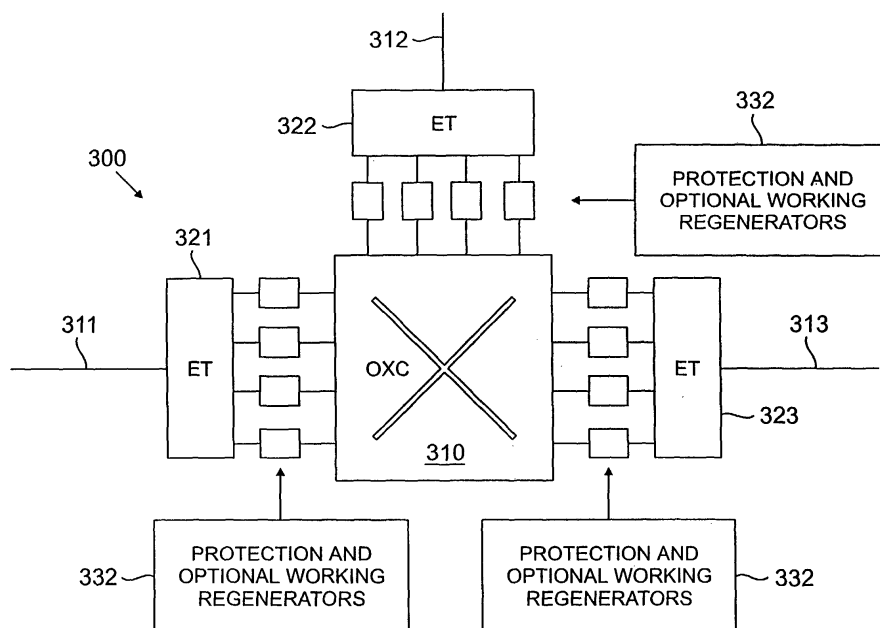 312
322
ET
332
300
PROTECTION AND
OPTIONAL WORKING
REGENERATORS
321
311
ET
OXC
310
ET
313
323
332
PROTECTION AND
OPTIONAL WORKING
REGENERATORS
PROTECTION AND
OPTIONAL WORKING
REGENERATORS
332